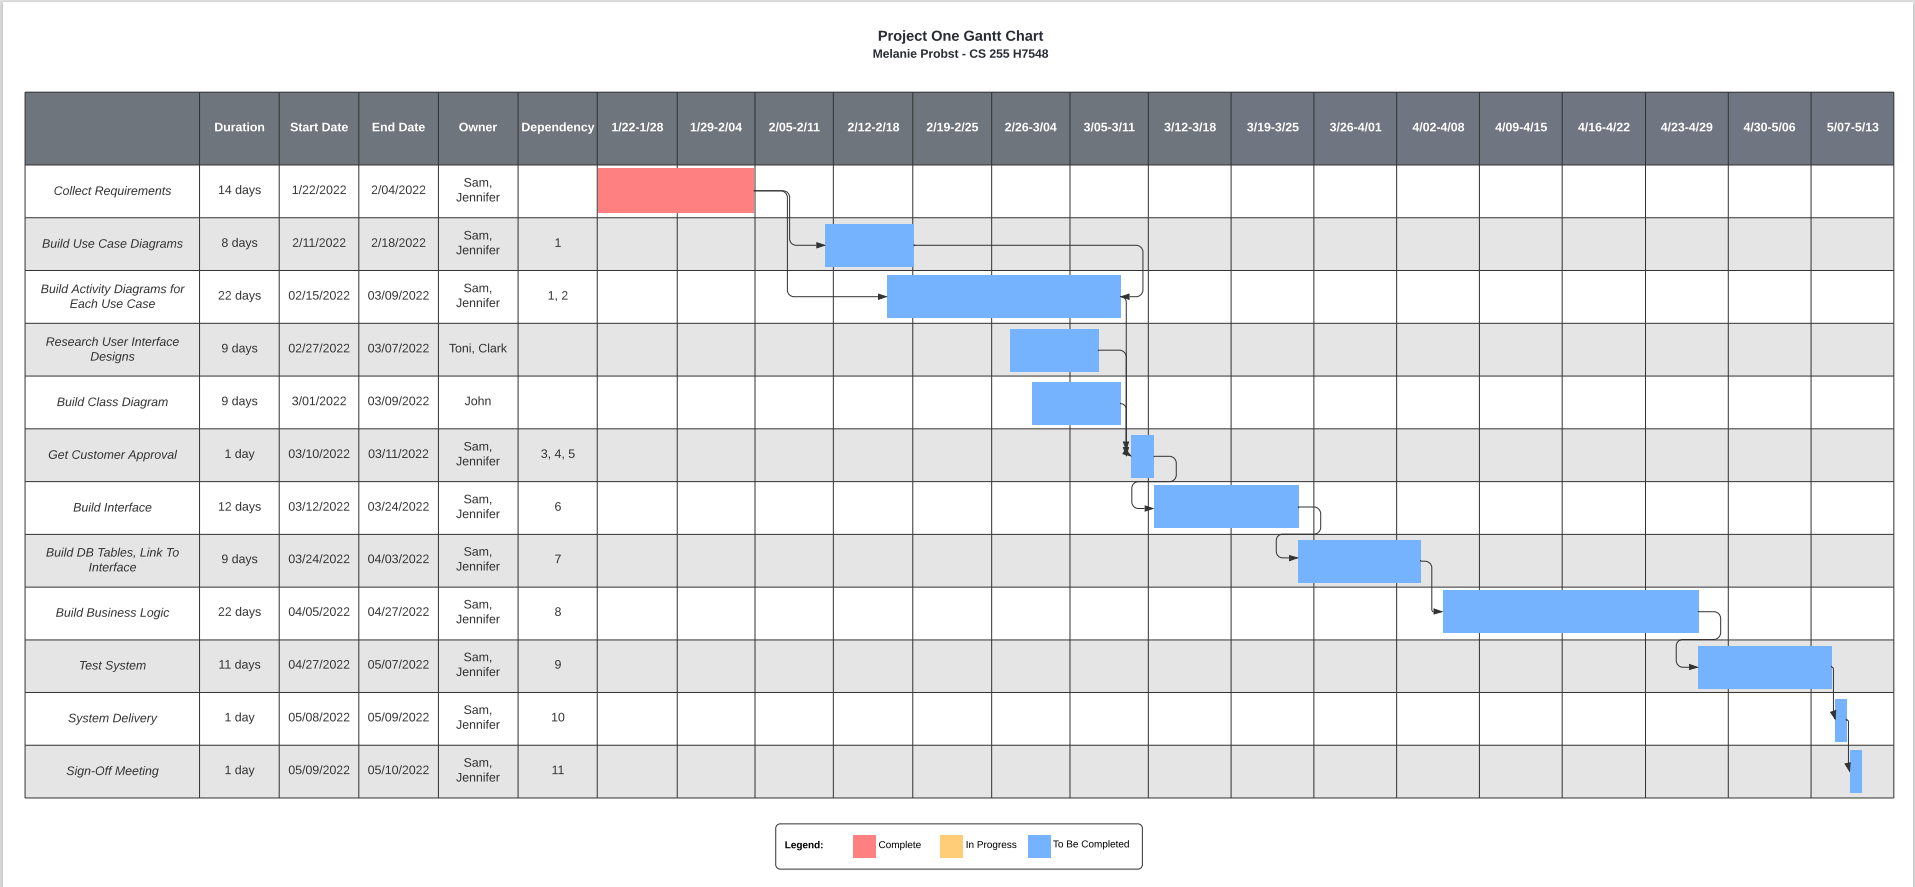 Project One Gantt Chart
Melanie Probst - CS 255 H7548
Duration Start Date End Date Owner Dependency 1/22-1/28 1/29-2/04 2/05-2/11 2/12-2/18 2/19-2/25 2/26-3/04 3/05-3/11 3/12-3/18 3/19-3/25 3/26-4/01 4/02-4/08 4/09-4/15 4/16-4/22 4/23-4/29 4/30-5/06 5/07-5/13
Collect Requirements 14 days 1/22/2022 2/04/2022 Sam,
Jennifer
Build Use Case Diagrams 8 days 2/11/2022 2/18/2022 Sam,
Jennifer 1
Build Activity Diagrams for
Each Use Case 22 days 02/15/2022 03/09/2022 Sam,
Jennifer 1, 2
Research User Interface
Designs 9 days 02/27/2022 03/07/2022 Toni, Clark
Build Class Diagram 9 days 3/01/2022 03/09/2022 John
Get Customer Approval 1 day 03/10/2022 03/11/2022 Sam,
Jennifer 3, 4, 5
Build Interface 12 days 03/12/2022 03/24/2022 Sam,
Jennifer 6
Build DB Tables, Link To
Interface 9 days 03/24/2022 04/03/2022 Sam,
Jennifer 7
Build Business Logic 22 days 04/05/2022 04/27/2022 Sam,
Jennifer 8
Test System 11 days 04/27/2022 05/07/2022 Sam,
Jennifer 9
System Delivery 1 day 05/08/2022 05/09/2022 Sam,
Jennifer 10
Sign-Off Meeting 1 day 05/09/2022 05/10/2022 Sam,
Jennifer 11
Legend: Complete In Progress To Be Completed